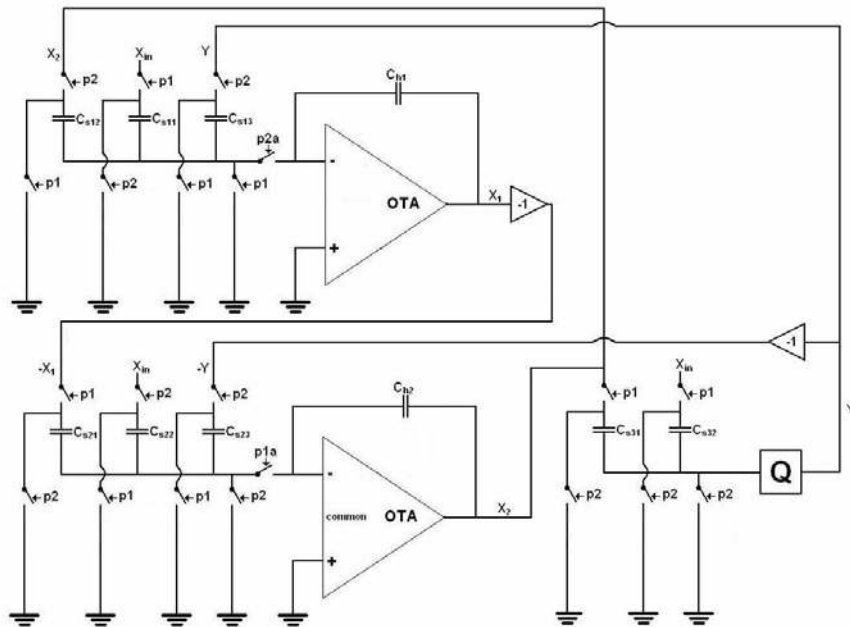 X2 Xin Y
p2 p1 p2 Ch1
Cs12 Cs11 Cs13
p2a
p1 p2 p1 p1
-
OTA X1 -1
+
-X1 Xin -Y -1 Xin
p1 p2 p2 Ch2 p1 p1 Y
Cs21 Cs22 Cs23 Cs31 Cs32
p1a
- Q
p2 p1 p1 p2 p2 p2 p2
common OTA X2
+